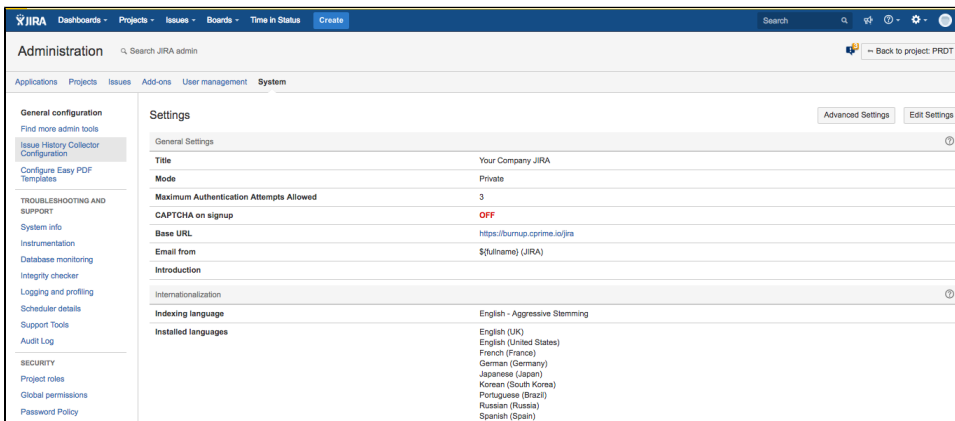 JIRA Dashboards Projects Issues Boards Time in Status Create Search
Administration Search JIRA admin 3 Back to project: PRDT
Applications Projects Issues Add-ons User management System
General configuration
Find more admin tools
Issue History Collector
Configuration
Configure Easy PDF
Templates
TROUBLESHOOTING AND
SUPPORT
System info
Instrumentation
Database monitoring
Integrity checker
Logging and profiling
Scheduler details
Support Tools
Audit Log
SECURITY
Project roles
Global permissions
Password Policy
Settings Advanced Settings Edit Settings
General Settings
Title Your Company JIRA
Mode Private
Maximum Authentication Attempts Allowed 3
CAPTCHA on signup OFF
Base URL https://burnup.cprime.io/jira
Email from ${fullname} (JIRA)
Introduction
Internationalization
Indexing language English - Aggressive Stemming
Installed languages English (UK)
English (United States)
French (France)
German (Germany)
Japanese (Japan)
Korean (South Korea)
Portuguese (Brazil)
Russian (Russia)
Spanish (Spain)